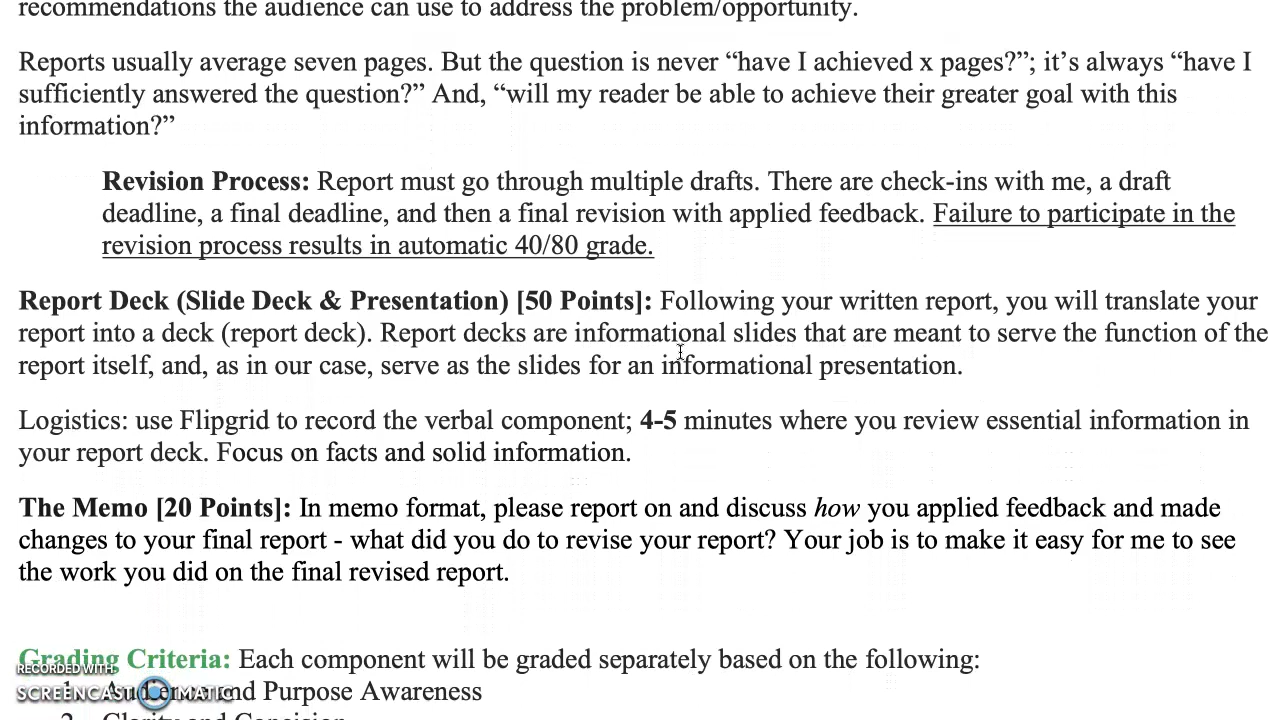 recommendations the audience can use to address the problem/opportunity.
Reports usually average seven pages. But the question is never “have I achieved x pages?”; it’s always “have I
sufficiently answered the question?” And, “will my reader be able to achieve their greater goal with this
information?”
Revision Process: Report must go through multiple drafts. There are check-ins with me, a draft
deadline, a final deadline, and then a final revision with applied feedback. Failure to participate in the
revision process results in automatic 40/80 grade.
Report Deck (Slide Deck & Presentation) [50 Points]: Following your written report, you will translate your
report into a deck (report deck). Report decks are informational slides that are meant to serve the function of the
report itself, and, as in our case, serve as the slides for an informational presentation.
Logistics: use Flipgrid to record the verbal component; 4-5 minutes where you review essential information in
your report deck. Focus on facts and solid information.
The Memo [20 Points]: In memo format, please report on and discuss how you applied feedback and made
changes to your final report - what did you do to revise your report? Your job is to make it easy for me to see
the work you did on the final revised report.
Grading Criteria: Each component will be graded separately based on the following:
RECORDED WITH
1. Audience and Purpose Awareness
SCREENCAST O MATIC
2. Clarity and Concision